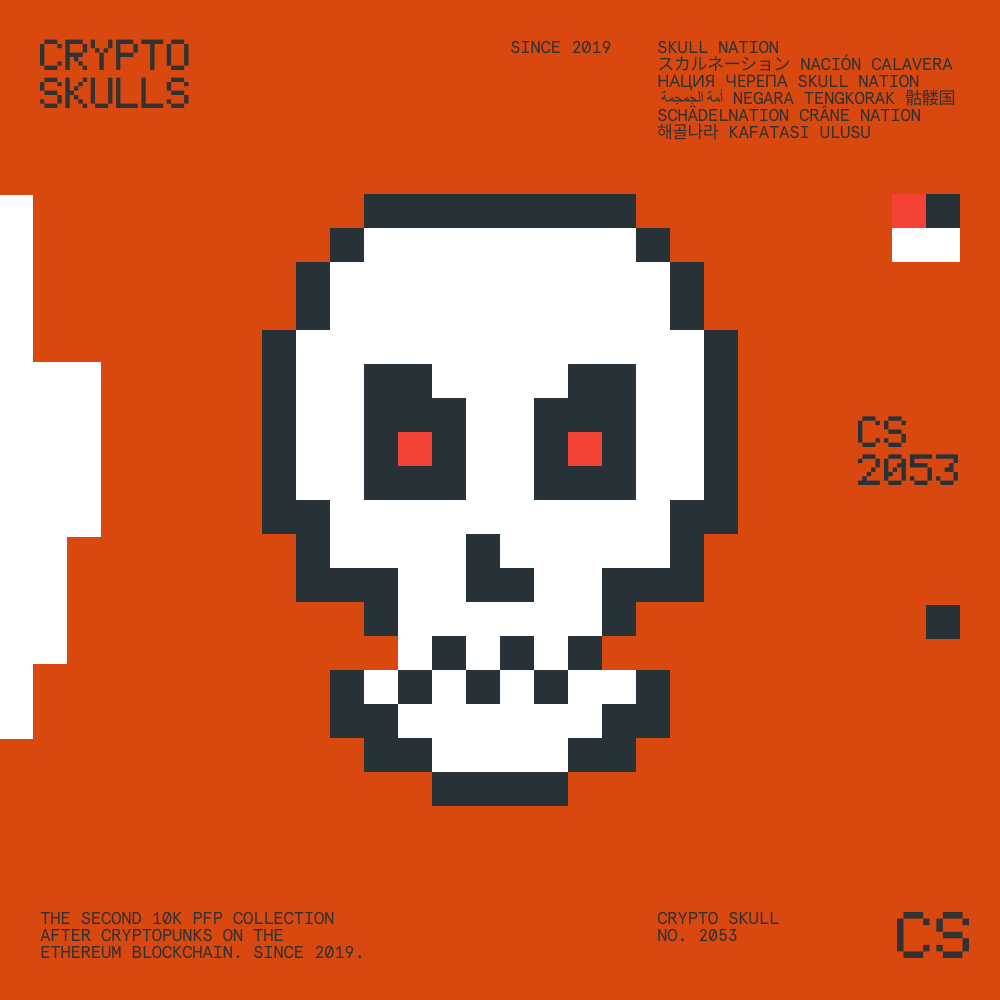 CRYPTO
SKULLS
SINCE 2019
SKULL NATION
スカルネーション NACIÓN CALAVERA
НАЦИЯ ЧЕРЕПА SKULL NATION
أمة الجمجمة NEGARA TENGKORAK 骷髅国
SCHÄDELNATION CRÂNE NATION
해골나라 KAFATASI ULUSU
CS
2053
THE SECOND 10K PFP COLLECTION
AFTER CRYPTOPUNKS ON THE
ETHEREUM BLOCKCHAIN. SINCE 2019.
CRYPTO SKULL
NO. 2053
CS